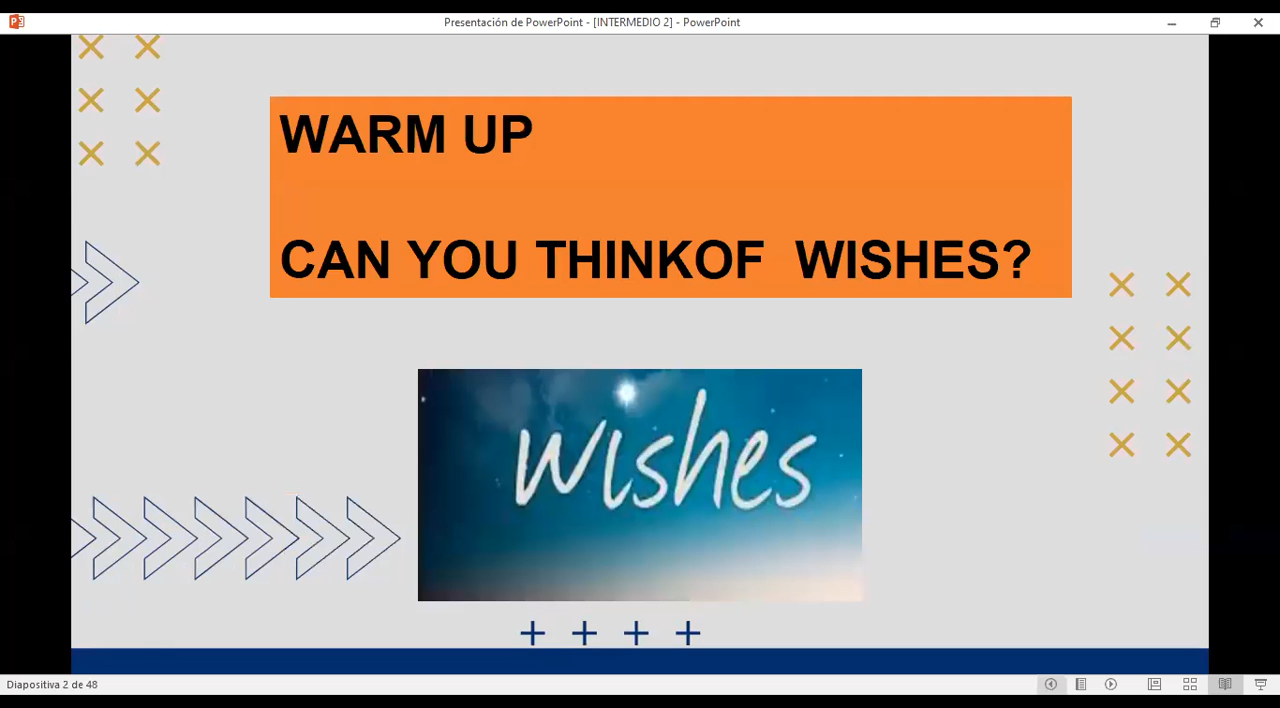 Presentación de PowerPoint - [INTERMEDIO 2] - PowerPoint
WARM UP
CAN YOU THINKOF  WISHES?
wishes
Diapositiva 2 de 48